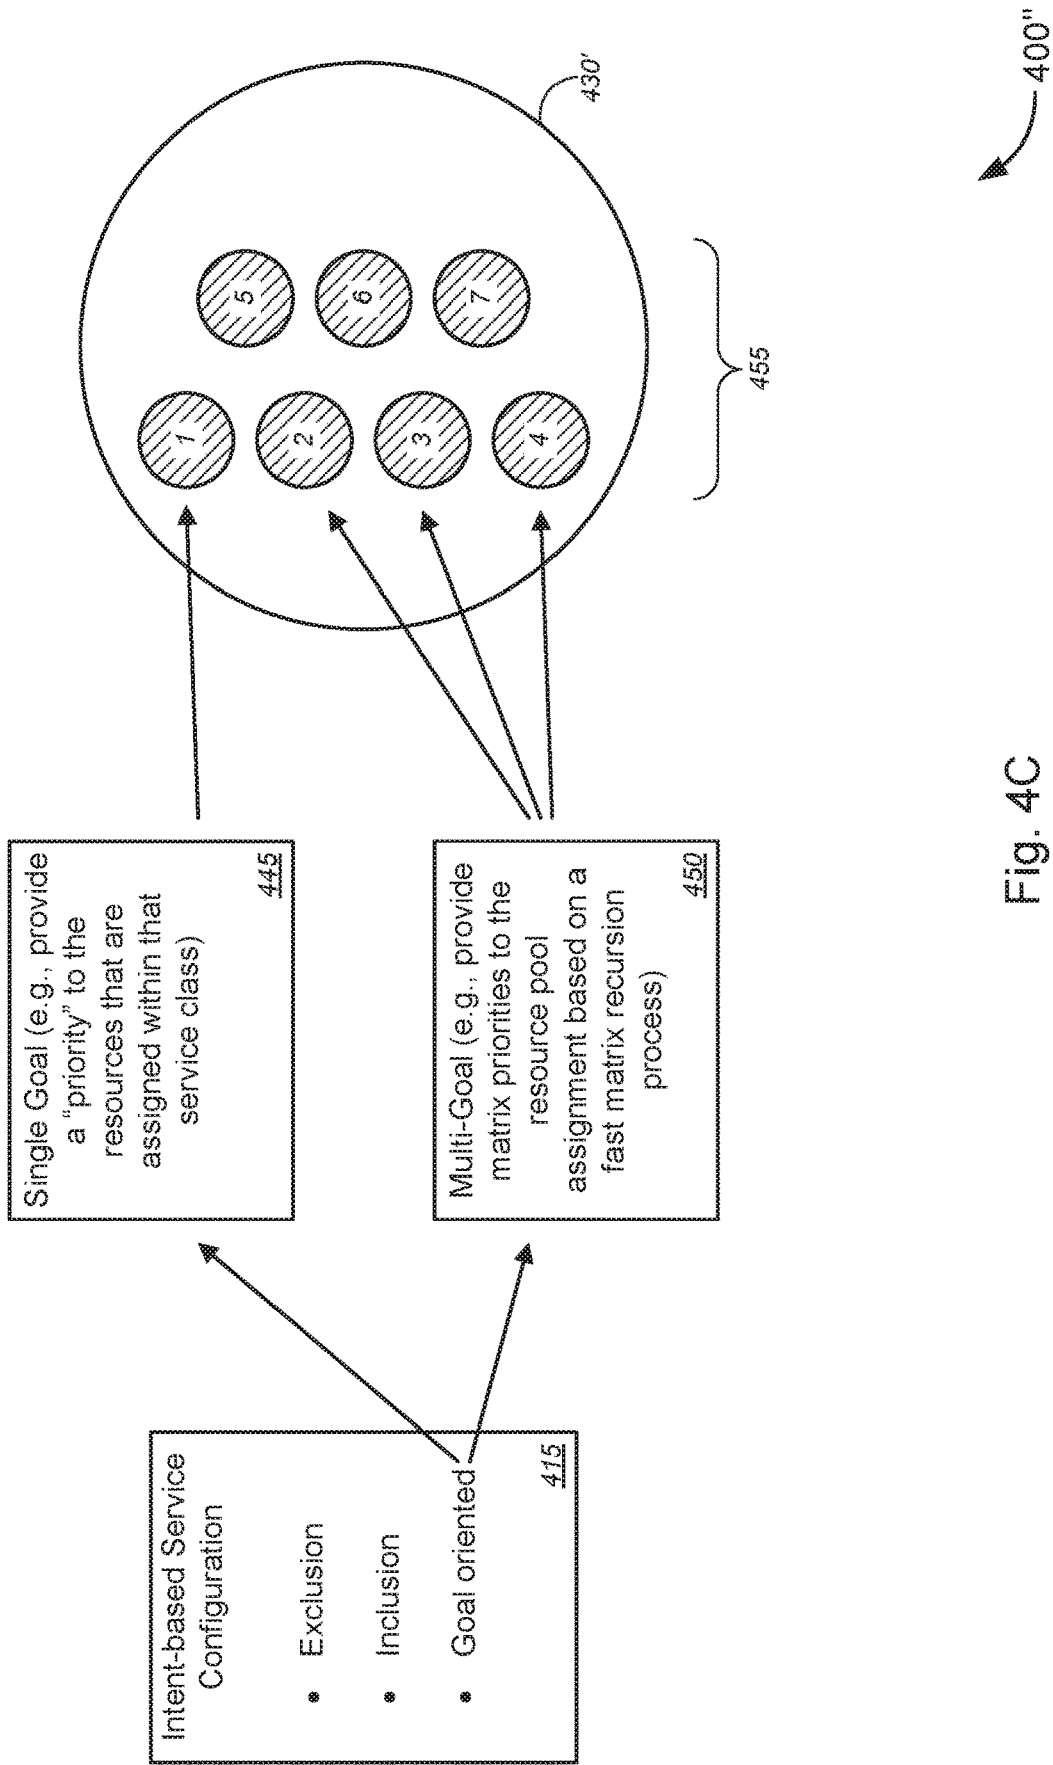 Intent-based Service
Configuration
• Exclusion
• Inclusion
• Goal oriented
415
Single Goal (e.g., provide
a “priority” to the
resources that are
assigned within that
service class)
445
Multi-Goal (e.g., provide
matrix priorities to the
resource pool
assignment based on a
fast matrix recursion
process)
450
1
2
3
4
5
6
7
430'
455
400"
Fig. 4C